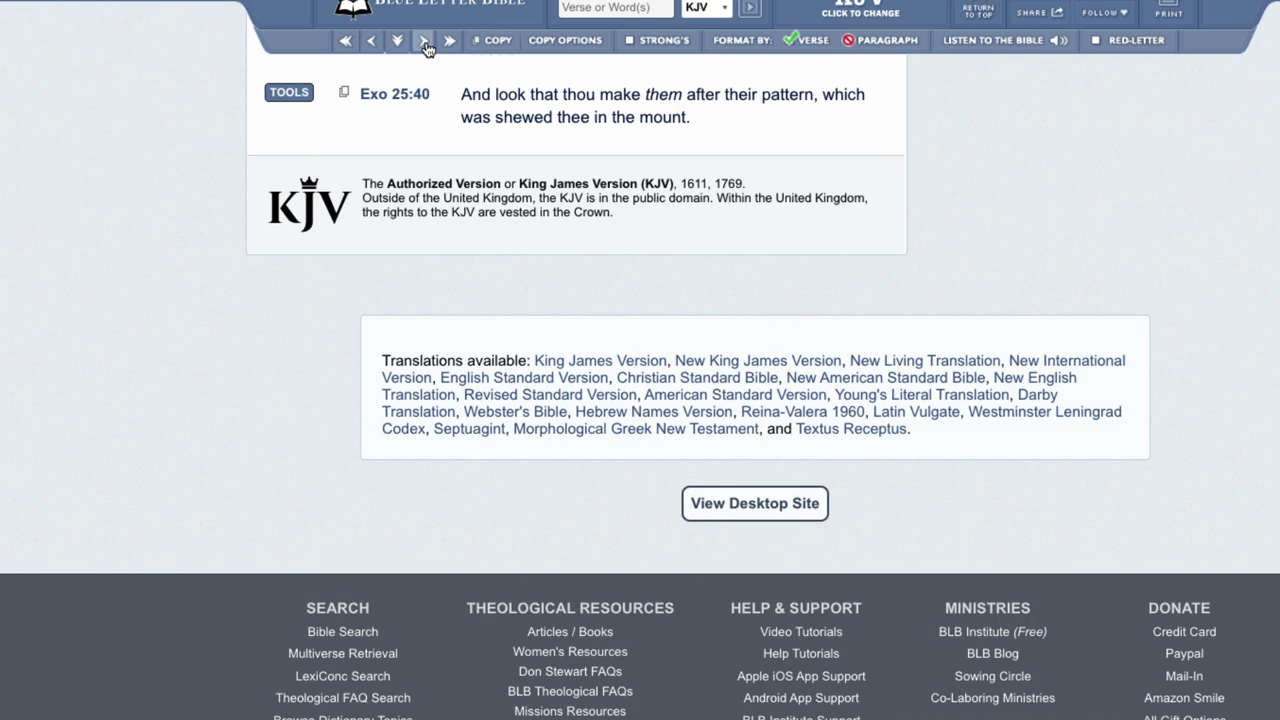 BLUE LETTER BIBLE
Verse or Word(s)
KJV
KJV
CLICK TO CHANGE
RETURN
TO TOP
SHARE
FOLLOW
PRINT
COPY
COPY OPTIONS
STRONG'S
FORMAT BY:
VERSE
PARAGRAPH
LISTEN TO THE BIBLE
RED-LETTER
TOOLS
Exo 25:40
And look that thou make them after their pattern, which
was shewed thee in the mount.
KJV
The Authorized Version or King James Version (KJV), 1611, 1769.
Outside of the United Kingdom, the KJV is in the public domain. Within the United Kingdom,
the rights to the KJV are vested in the Crown.
Translations available: King James Version, New King James Version, New Living Translation, New International
Version, English Standard Version, Christian Standard Bible, New American Standard Bible, New English
Translation, Revised Standard Version, American Standard Version, Young's Literal Translation, Darby
Translation, Webster's Bible, Hebrew Names Version, Reina-Valera 1960, Latin Vulgate, Westminster Leningrad
Codex, Septuagint, Morphological Greek New Testament, and Textus Receptus.
View Desktop Site
SEARCH
Bible Search
Multiverse Retrieval
LexiConc Search
Theological FAQ Search
Browse Dictionary Topics
THEOLOGICAL RESOURCES
Articles / Books
Women's Resources
Don Stewart FAQs
BLB Theological FAQs
Missions Resources
HELP & SUPPORT
Video Tutorials
Help Tutorials
Apple iOS App Support
Android App Support
BLB Institute Support
MINISTRIES
BLB Institute (Free)
BLB Blog
Sowing Circle
Co-Laboring Ministries
DONATE
Credit Card
Paypal
Mail-In
Amazon Smile
All Gift Options